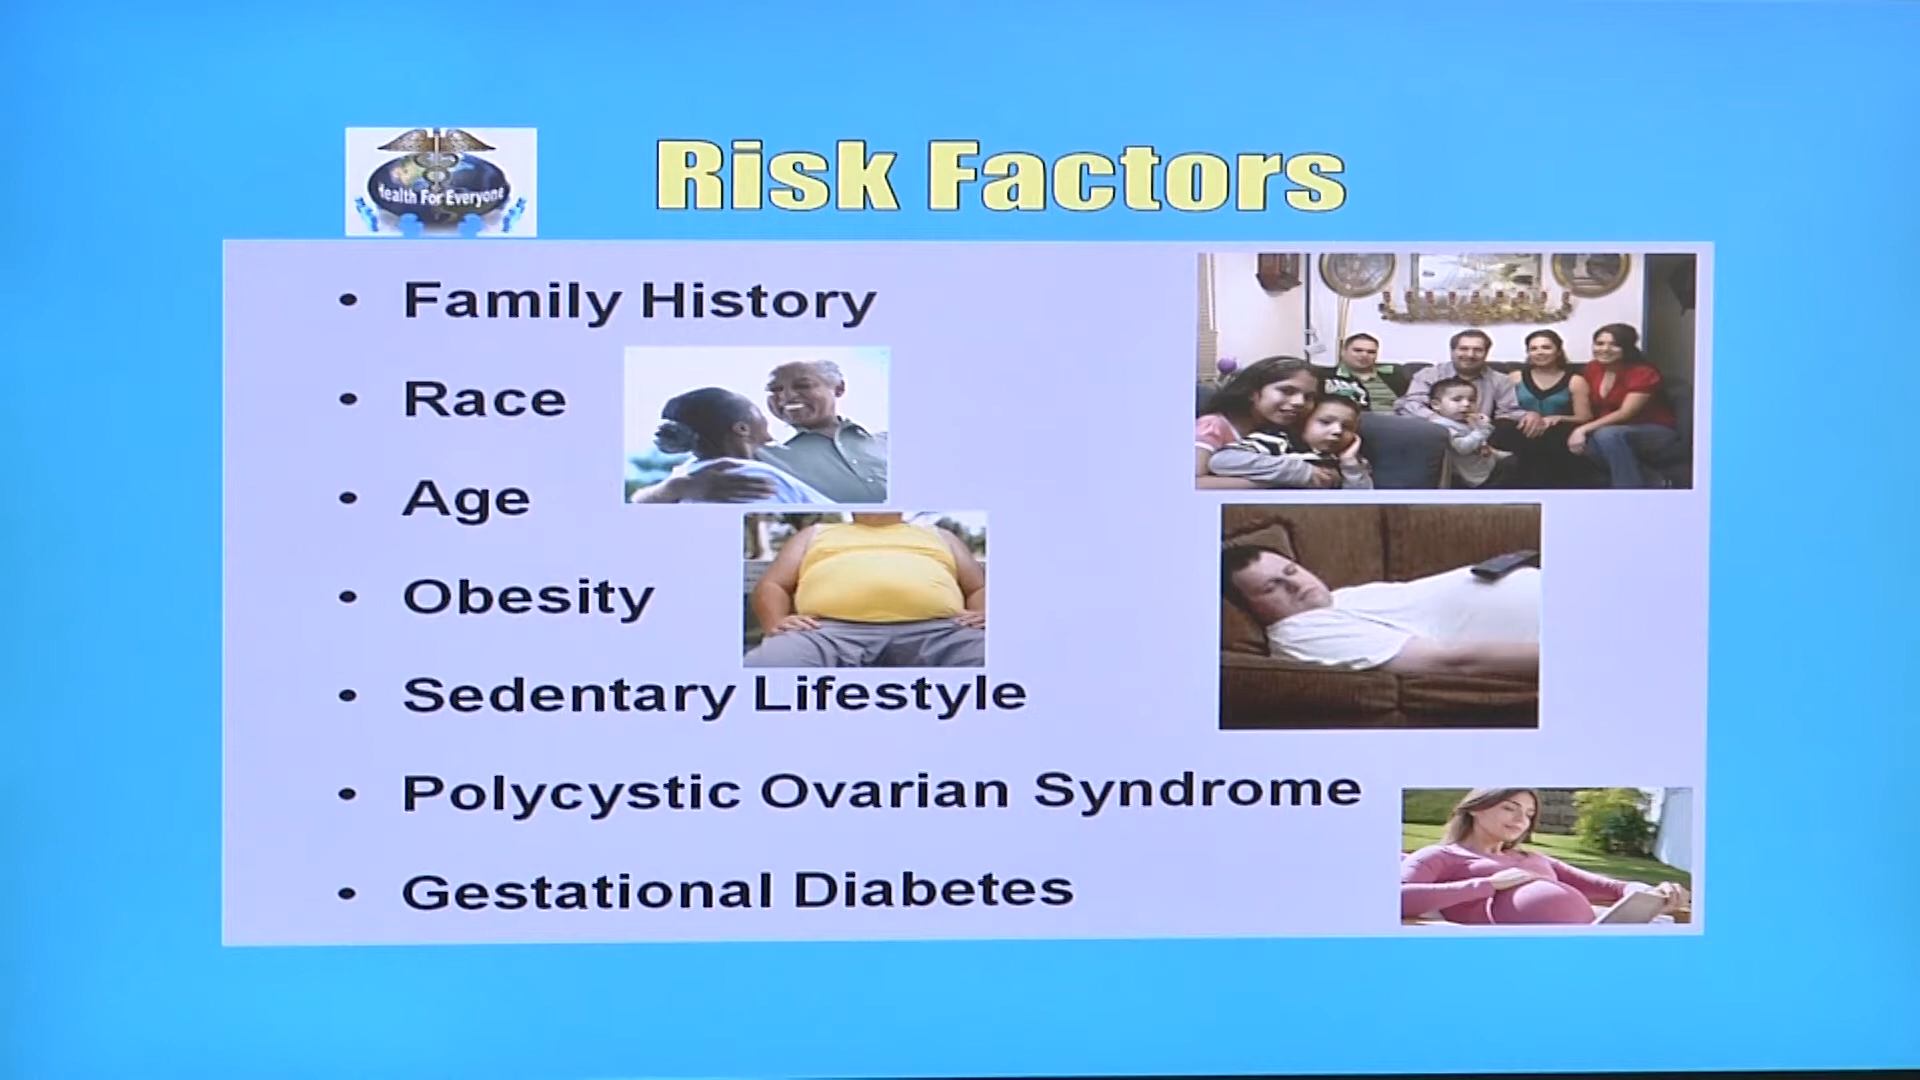 Health For Everyone
Risk Factors
• Family History
• Race
• Age
• Obesity
• Sedentary Lifestyle
• Polycystic Ovarian Syndrome
• Gestational Diabetes